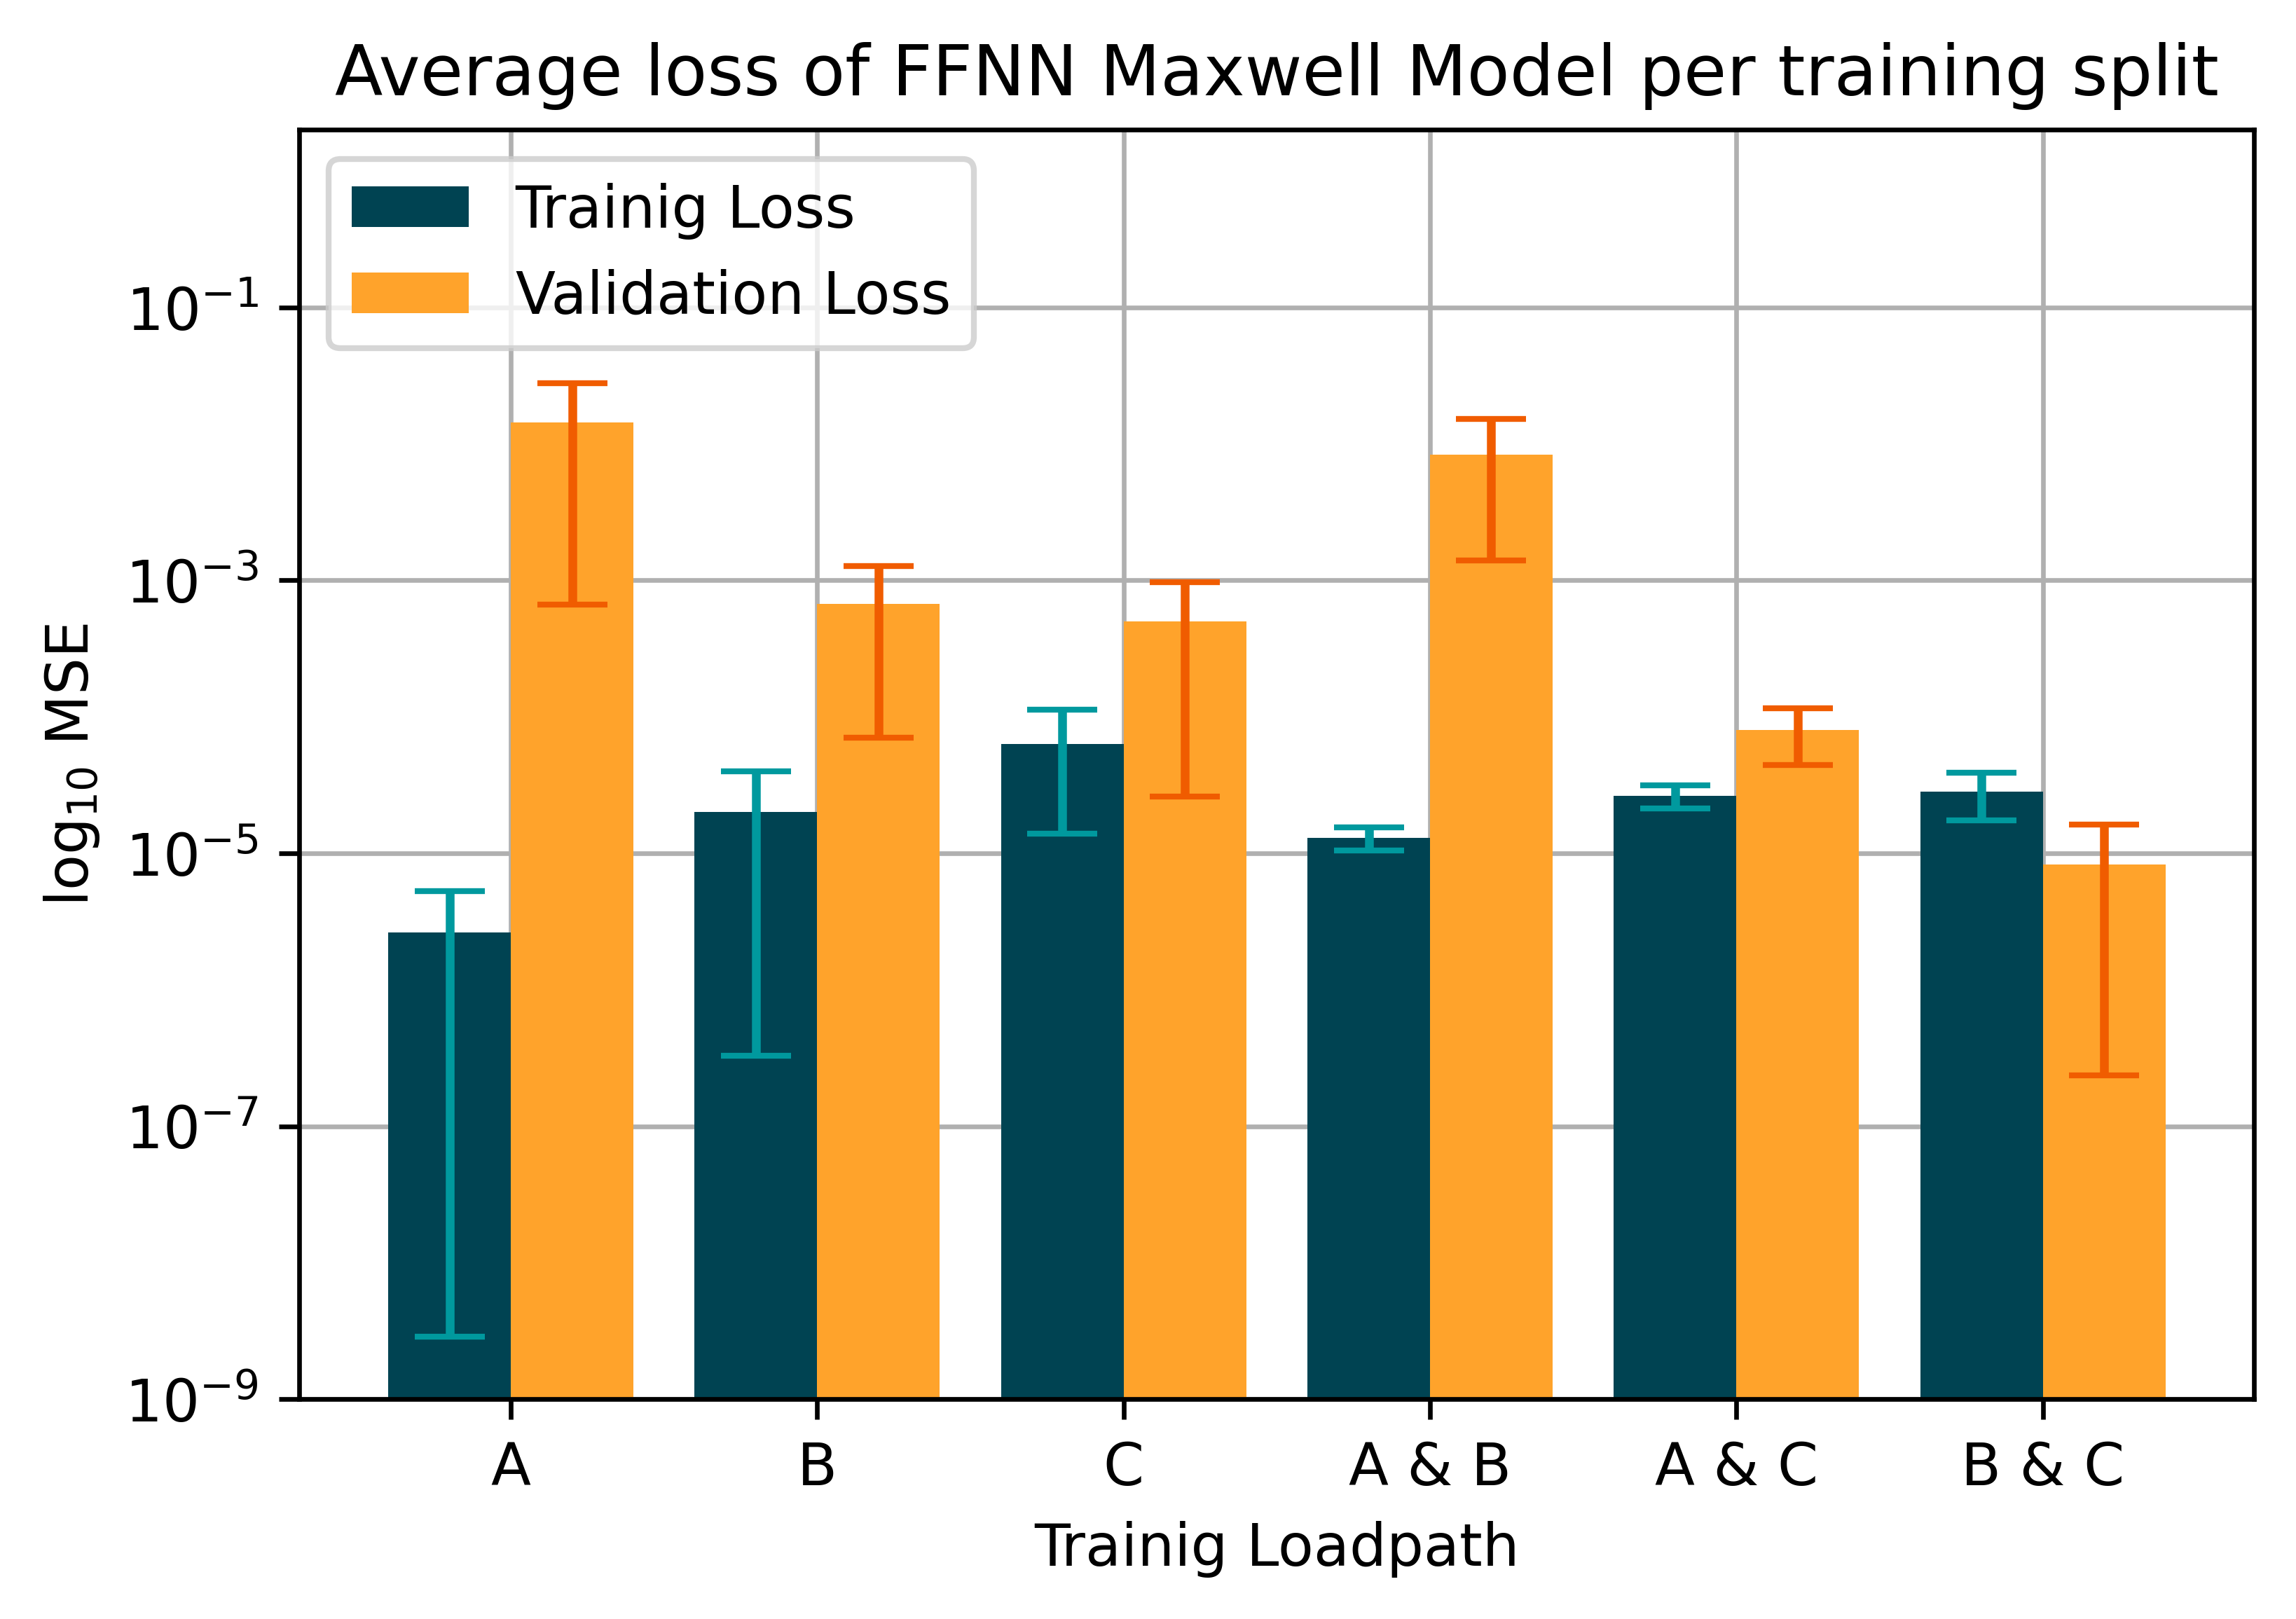 Average loss of FFNN Maxwell Model per training split
Trainig Loss
Validation Loss
10⁻¹
10⁻³
10⁻⁵
10⁻⁷
10⁻⁹
log₁₀ MSE
A B C A & B A & C B & C
Trainig Loadpath